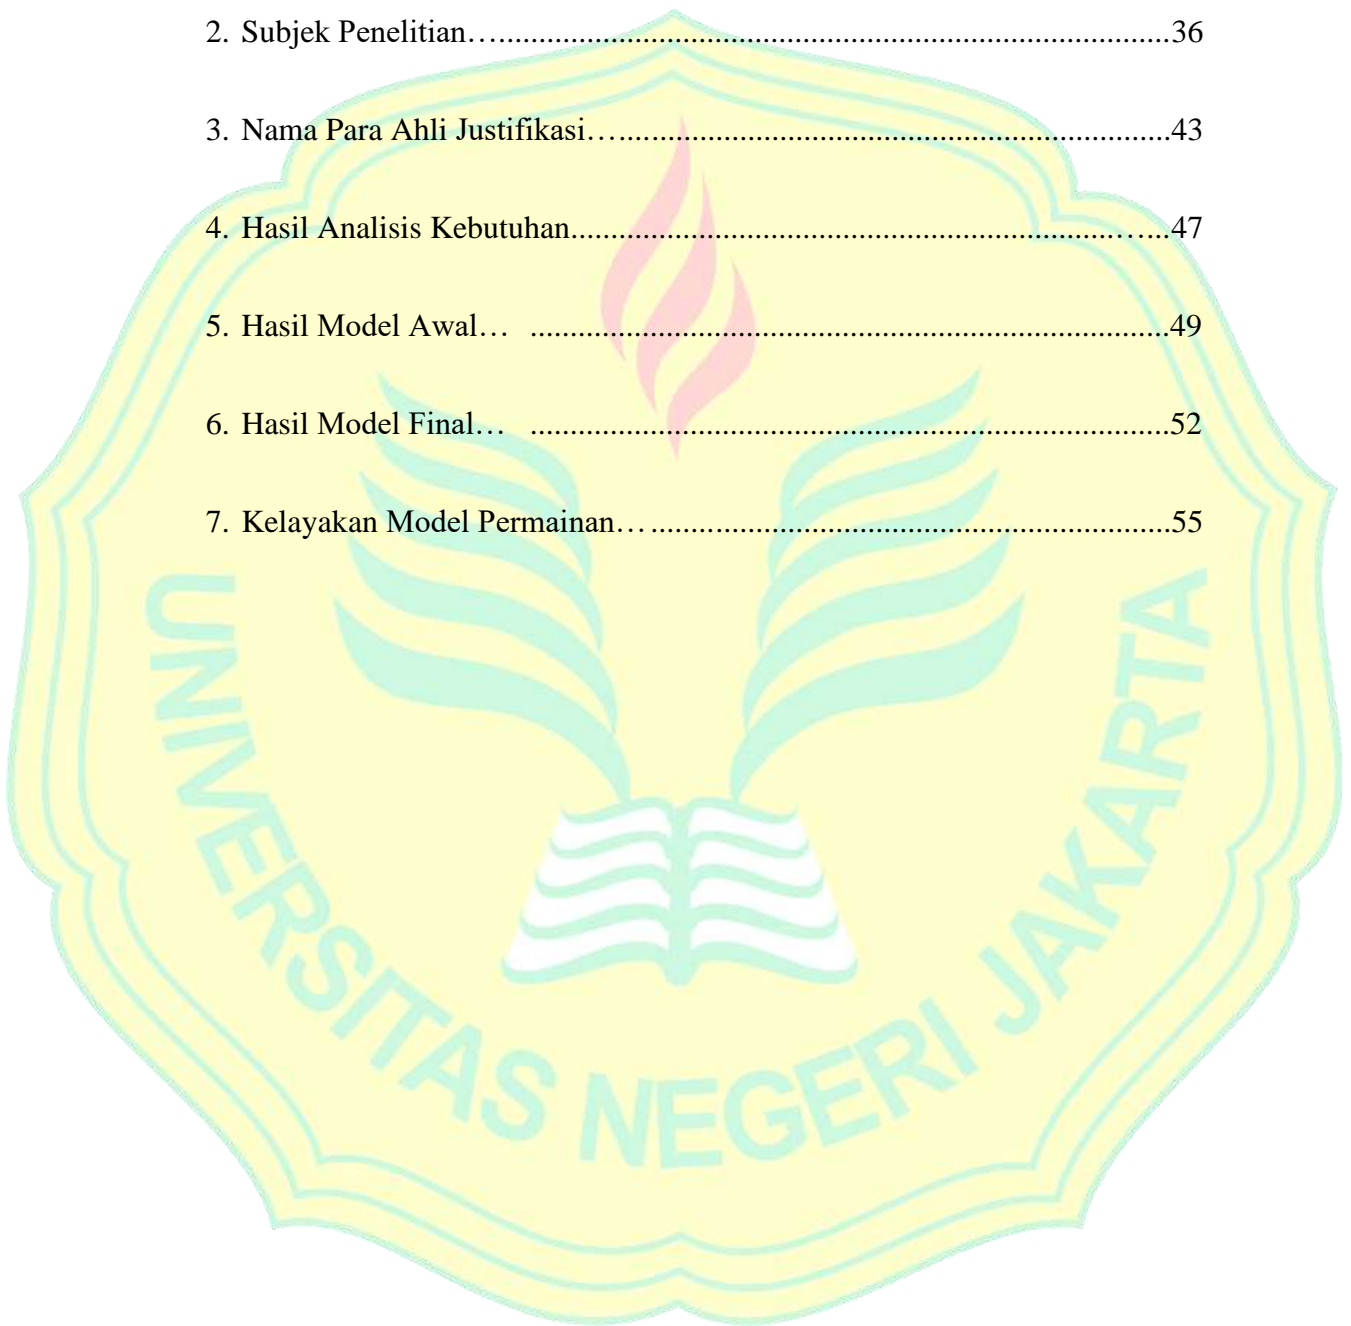 2. Subjek Penelitian…......................................................................................36
3. Nama Para Ahli Justifikasi….......................................................................43
4. Hasil Analisis Kebutuhan.....................................................................…...47
5. Hasil Model Awal… ..................................................................................49
6. Hasil Model Final… ..................................................................................52
7. Kelayakan Model Permainan… ...................................................................55
UNIVERSITAS NEGERI JAKARTA